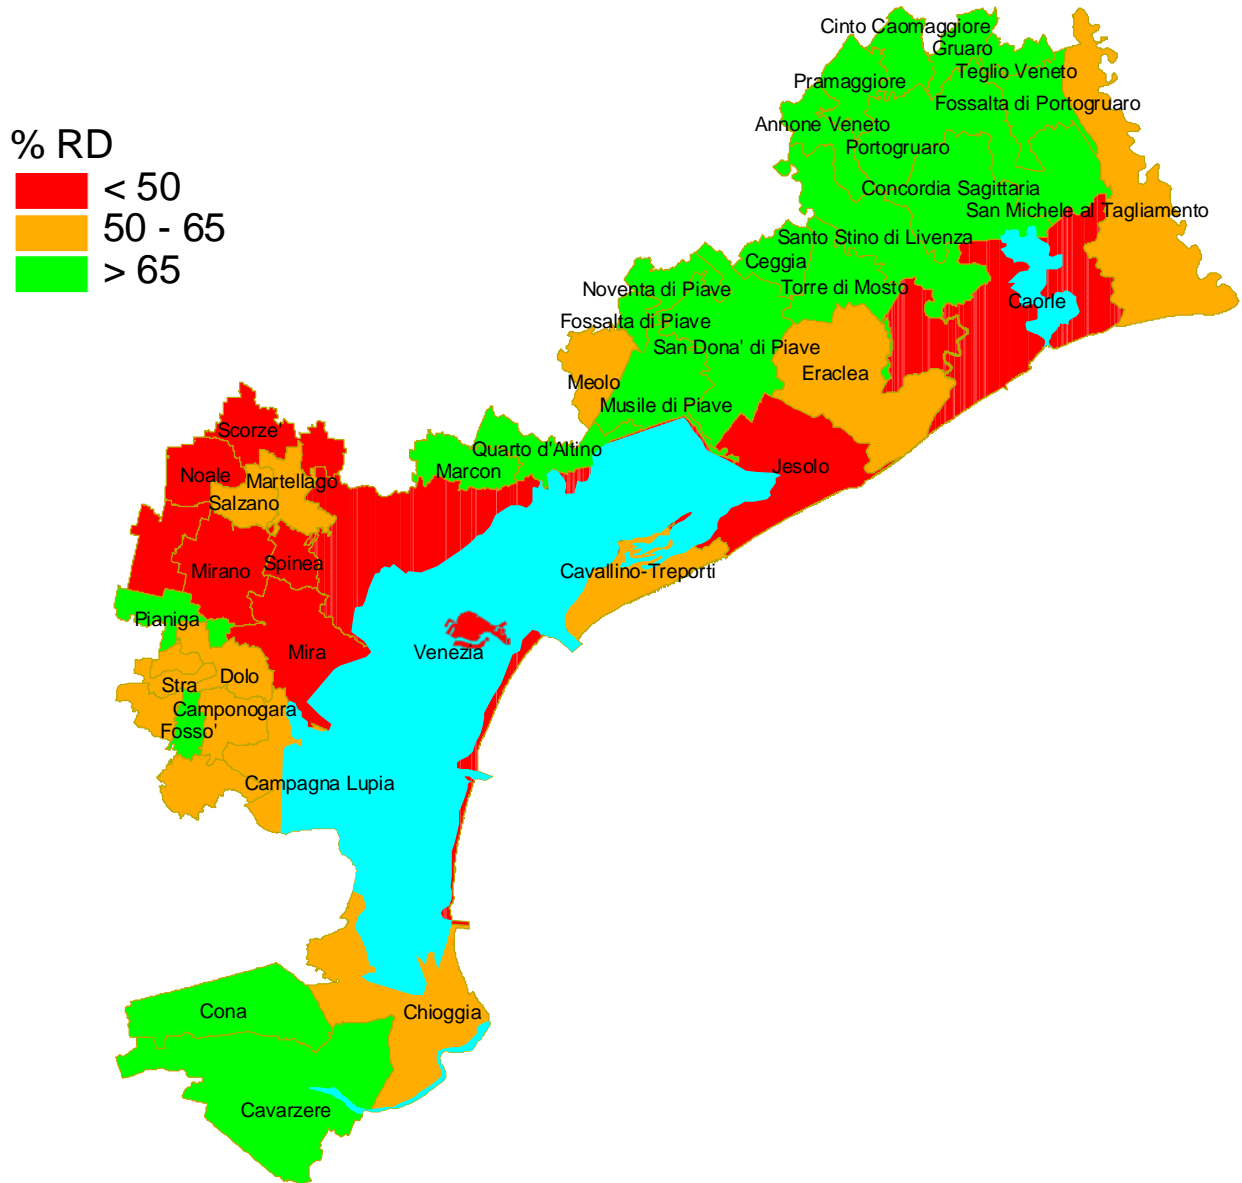 % RD
< 50
50 - 65
> 65
Cinto Caomaggiore
Gruaro
Teglio Veneto
Pramaggiore
Fossalta di Portogruaro
Annone Veneto
Portogruaro
Concordia Sagittaria
San Michele al Tagliamento
Santo Stino di Livenza
Ceggia
Torre di Mosto
Noventa di Piave
Caorle
Fossalta di Piave
San Dona' di Piave
Eraclea
Meolo
Musile di Piave
Scorze'
Quarto d'Altino
Marcon
Jesolo
Noale
Martellago
Salzano
Spinea
Mirano
Cavallino-Treporti
Pianiga
Mira
Venezia
Dolo
Stra
Camponogara
Fosso'
Campagna Lupia
Cona
Chioggia
Cavarzere